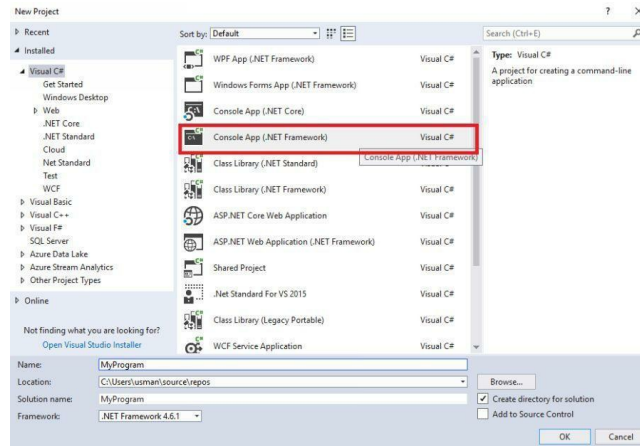 New Project
?
Recent
Installed
Visual C#
Get Started
Windows Desktop
Web
.NET Core
.NET Standard
Cloud
Net Standard
Test
WCF
Visual Basic
Visual C++
Visual F#
SQL Server
Azure Data Lake
Azure Stream Analytics
Other Project Types
Online
Not finding what you are looking for?
Open Visual Studio Installer
Sort by: Default
WPF App (.NET Framework) Visual C#
Windows Forms App (.NET Framework) Visual C#
Console App (.NET Core) Visual C#
Console App (.NET Framework) Visual C#
Console App (.NET Framework)
Class Library (.NET Standard)
Class Library (.NET Framework) Visual C#
ASP.NET Core Web Application Visual C#
ASP.NET Web Application (.NET Framework) Visual C#
Shared Project Visual C#
.Net Standard For VS 2015 Visual C#
Class Library (Legacy Portable) Visual C#
WCF Service Application Visual C#
Search (Ctrl+E)
Type: Visual C#
A project for creating a command-line
application
Name: MyProgram
Location: C:\Users\usman\source\repos Browse...
Solution name: MyProgram Create directory for solution
Framework: .NET Framework 4.6.1 Add to Source Control
OK Cancel